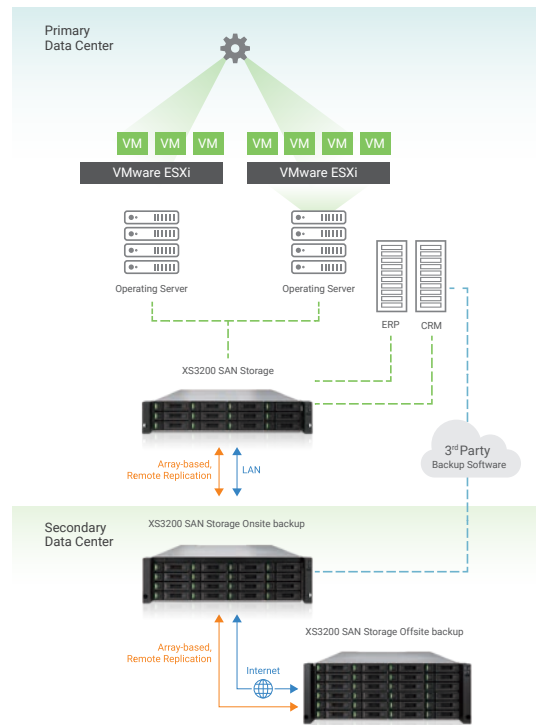 Primary
Data Center
VM VM VM VM VM VM VM
VMware ESXi VMware ESXi
Operating Server Operating Server
ERP CRM
XS3200 SAN Storage
3rd Party
Backup Software
Array-based,
Remote Replication
LAN
Secondary
Data Center
XS3200 SAN Storage Onsite backup
XS3200 SAN Storage Offsite backup
Array-based,
Remote Replication
Internet